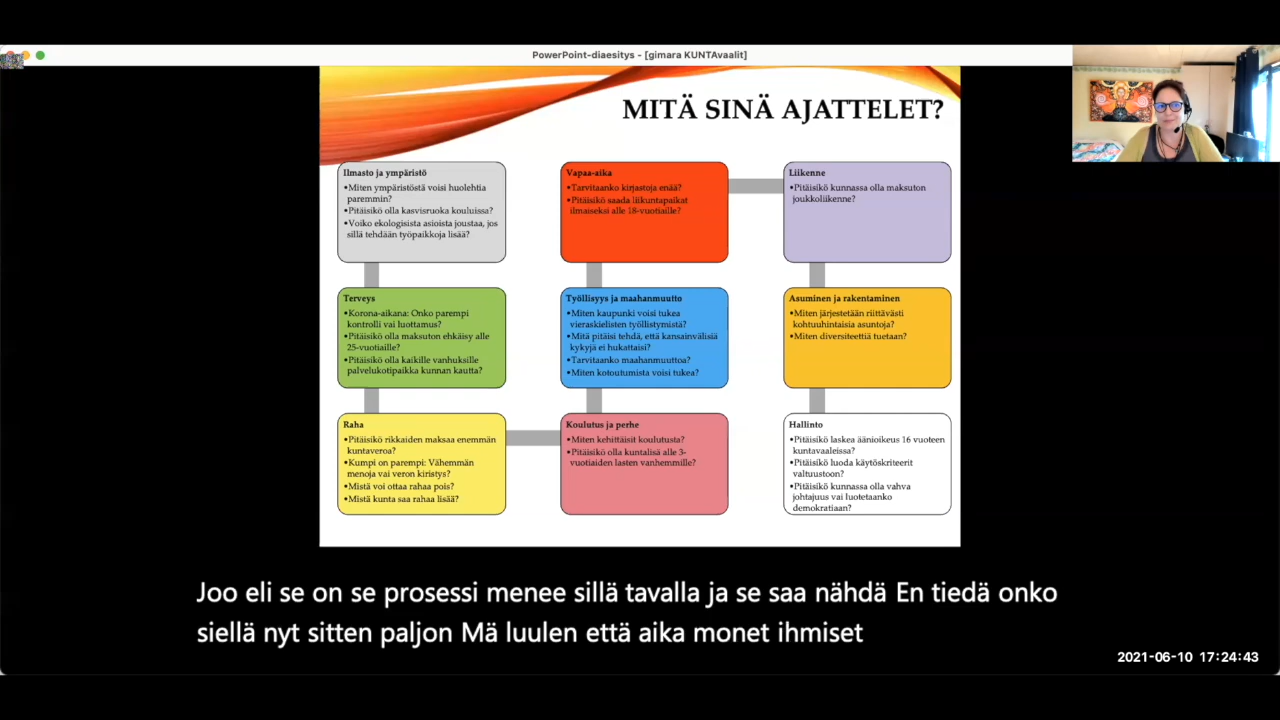 PowerPoint-diaesitys - [gimara KUNTAvaalit]
MITÄ SINÄ AJATTELET?
Ilmasto ja ympäristö
•Miten ympäristöstä voisi huolehtia
paremmin?
•Pitäisikö olla kasvisruoka kouluissa?
•Voiko ekologisista asioista joustaa, jos
sillä tehdään työpaikkoja lisää?
Vapaa-aika
•Tarvitaanko kirjastoja enää?
•Pitäisikö saada liikuntapaikat
ilmaiseksi alle 18-vuotiaille?
Liikenne
•Pitäisikö kunnassa olla maksuton
joukkoliikenne?
Terveys
•Korona-aikana: Onko parempi
kontrolli vai luottamus?
•Pitäisikö olla maksuton ehkäisy alle
25-vuotiaille?
•Pitäisikö olla kaikille vanhuksille
palvelukotipaikka kunnan kautta?
Työllisyys ja maahanmuutto
•Miten kaupunki voisi tukea
vieraskielisten työllistymistä?
•Mitä pitäisi tehdä, että kansainvälisiä
kykyjä ei hukattaisi?
•Tarvitaanko maahanmuuttoa?
•Miten kotoutumista voisi tukea?
Asuminen ja rakentaminen
•Miten järjestetään riittävästi
kohtuuhintaisia asuntoja?
•Miten diversiteettiä tuetaan?
Raha
•Pitäisikö rikkaiden maksaa enemmän
kuntaveroa?
•Kumpi on parempi: Vähemmän
menoja vai veron kiristys?
•Mistä voi ottaa rahaa pois?
•Mistä kunta saa rahaa lisää?
Koulutus ja perhe
•Miten kehittäisit koulutusta?
•Pitäisikö olla kuntalisä alle 3-
vuotiaiden lasten vanhemmille?
Hallinto
•Pitäisikö laskea äänioikeus 16 vuoteen
kuntavaaleissa?
•Pitäisikö luoda käytöskriteerit
valtuustoon?
•Pitäisikö kunnassa olla vahva
johtajuus vai luotetaanko
demokratiaan?
Joo eli se on se prosessi menee sillä tavalla ja se saa nähdä En tiedä onko
siellä nyt sitten paljon Mä luulen että aika monet ihmiset
2021-06-10 17:24:43